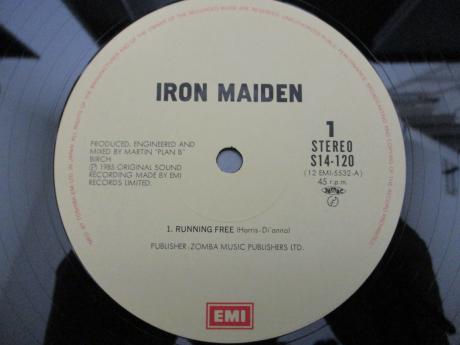 IRON MAIDEN
PRODUCED, ENGINEERED AND
MIXED BY MARTIN "PLAN B"
BIRCH
Ⓟ 1985 ORIGINAL SOUND
RECORDING MADE BY EMI
RECORDS LIMITED.
1
STEREO
S14-120
(12 EMI-5532-A)
45 r.p.m.
1. RUNNING FREE (Harris-Di'anno)
PUBLISHER: ZOMBA MUSIC PUBLISHERS LTD.
EMI